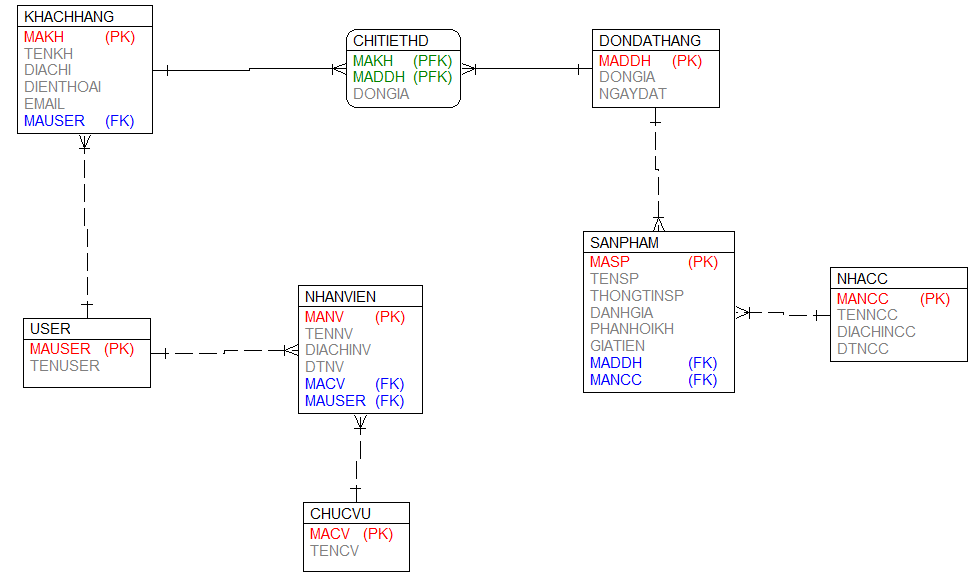 KHACHHANG
MAKH (PK)
TENKH
DIACHI
DIENTHOAI
EMAIL
MAUSER (FK)
CHITIETHD
MAKH (PFK)
MADDH (PFK)
DONGIA
DONDATHANG
MADDH (PK)
DONGIA
NGAYDAT
SANPHAM
MASP (PK)
TENSP
THONGTINSP
DANHGIA
PHANHOIKH
GIATIEN
MADDH (FK)
MANCC (FK)
NHACC
MANCC (PK)
TENNCC
DIACHINCC
DTNCC
USER
MAUSER (PK)
TENUSER
NHANVIEN
MANV (PK)
TENNV
DIACHINV
DTNV
MACV (FK)
MAUSER (FK)
CHUCVU
MACV (PK)
TENCV